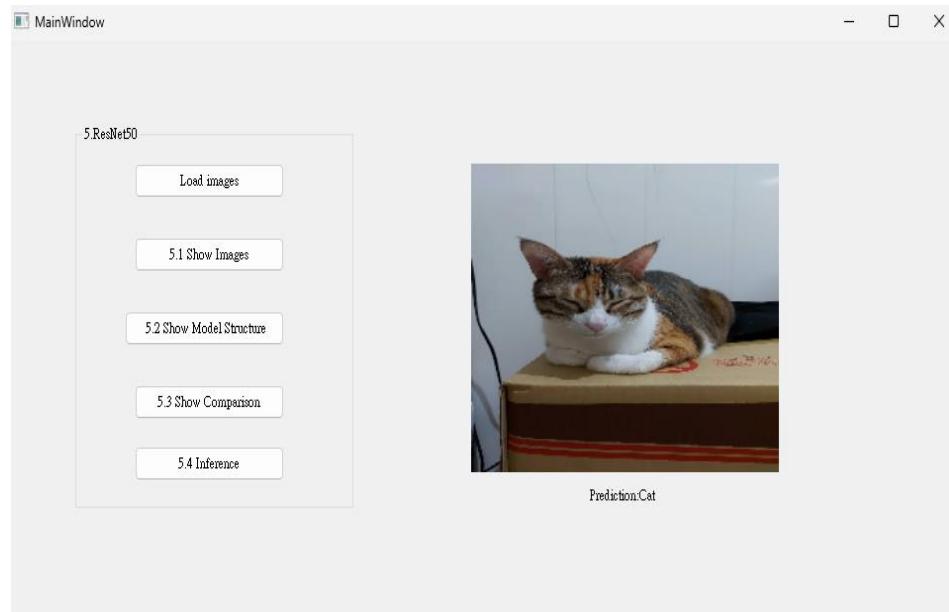 MainWindow
5.ResNet50
Load images
5.1 Show Images
5.2 Show Model Structure
5.3 Show Comparison
5.4 Inference
Prediction:Cat